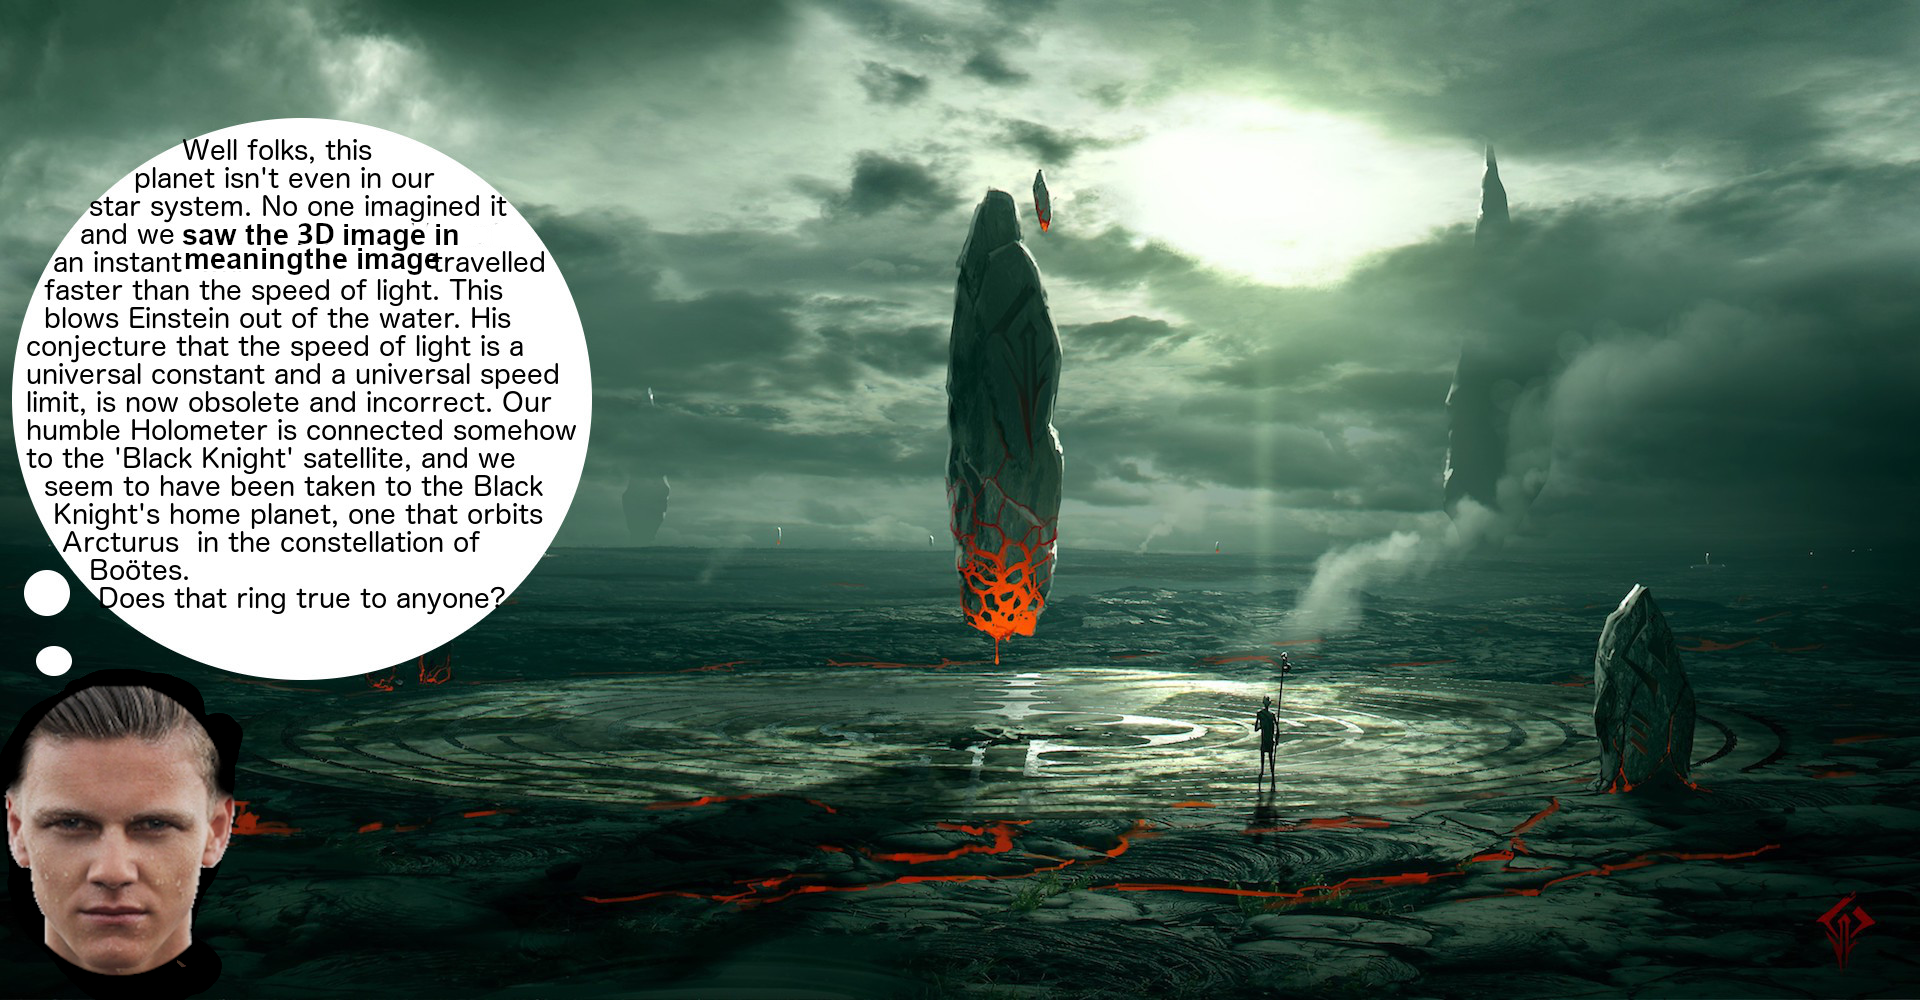 Well folks, this
planet isn't even in our
star system. No one imagined it
and we saw the 3D image in
an instant meaningthe image travelled
faster than the speed of light. This
blows Einstein out of the water. His
conjecture that the speed of light is a
universal constant and a universal speed
limit, is now obsolete and incorrect. Our
humble Holometer is connected somehow
to the 'Black Knight' satellite, and we
seem to have been taken to the Black
Knight's home planet, one that orbits
Arcturus  in the constellation of
Boötes.
Does that ring true to anyone?